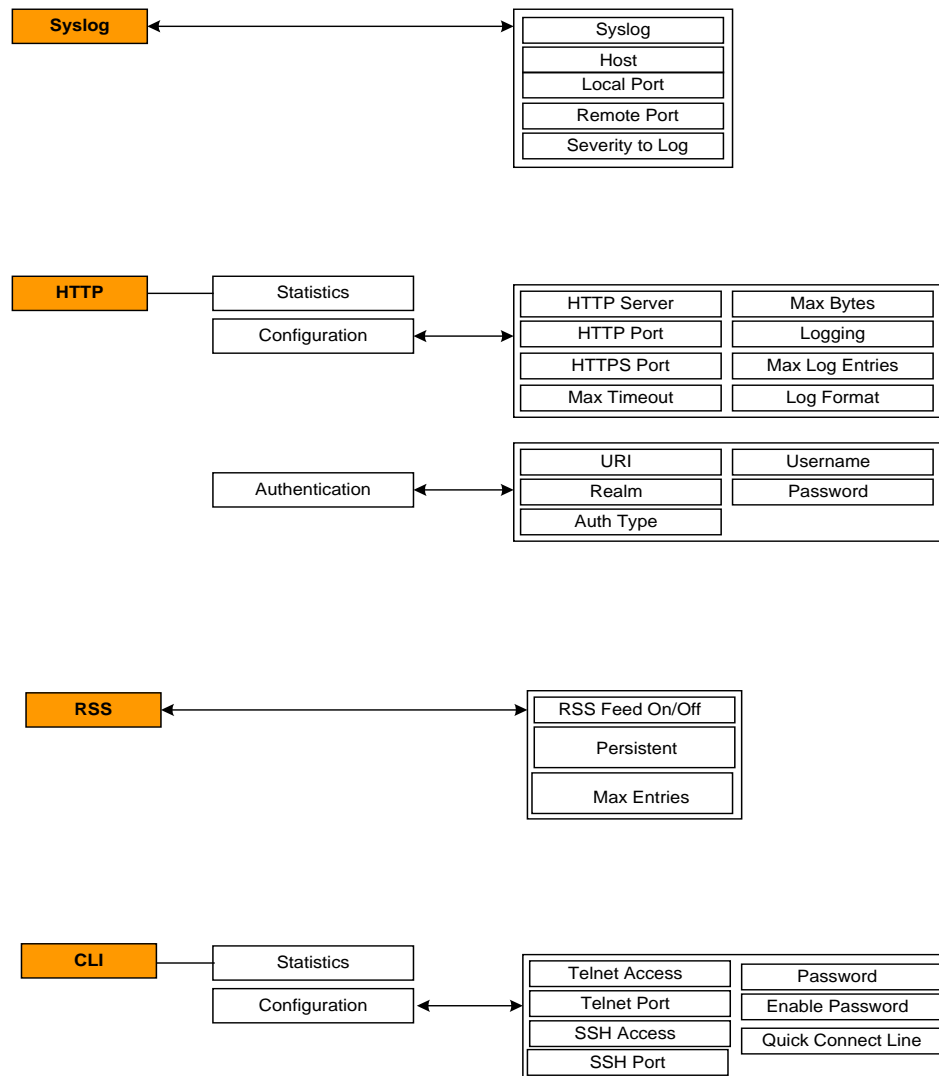 Syslog
Syslog
Host
Local Port
Remote Port
Severity to Log
HTTP
Statistics
Configuration
HTTP Server
HTTP Port
HTTPS Port
Max Timeout
Max Bytes
Logging
Max Log Entries
Log Format
Authentication
URI
Realm
Auth Type
Username
Password
RSS
RSS Feed On/Off
Persistent
Max Entries
CLI
Statistics
Configuration
Telnet Access
Telnet Port
SSH Access
SSH Port
Password
Enable Password
Quick Connect Line